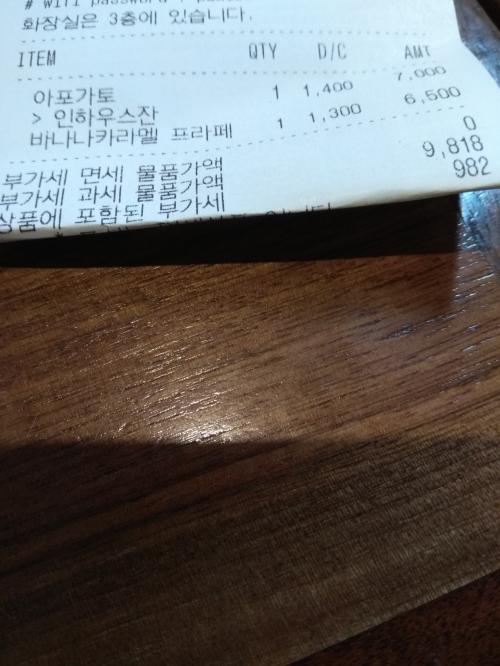 # wifi password :
화장실은 3층에 있습니다.
ITEM QTY D/C AMT
아포가토 1 1,400 7,000
> 인하우스잔
바나나카라멜 프라페 1 1,300 6,500
부가세 면세 물품가액 0
부가세 과세 물품가액 9,818
상품에 포함된 부가세 982